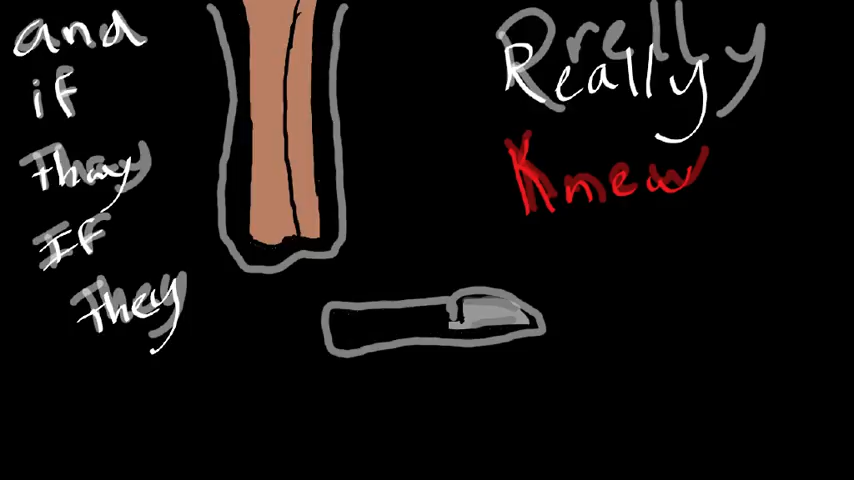 and
if
Thay
IF
They
Really
Knew